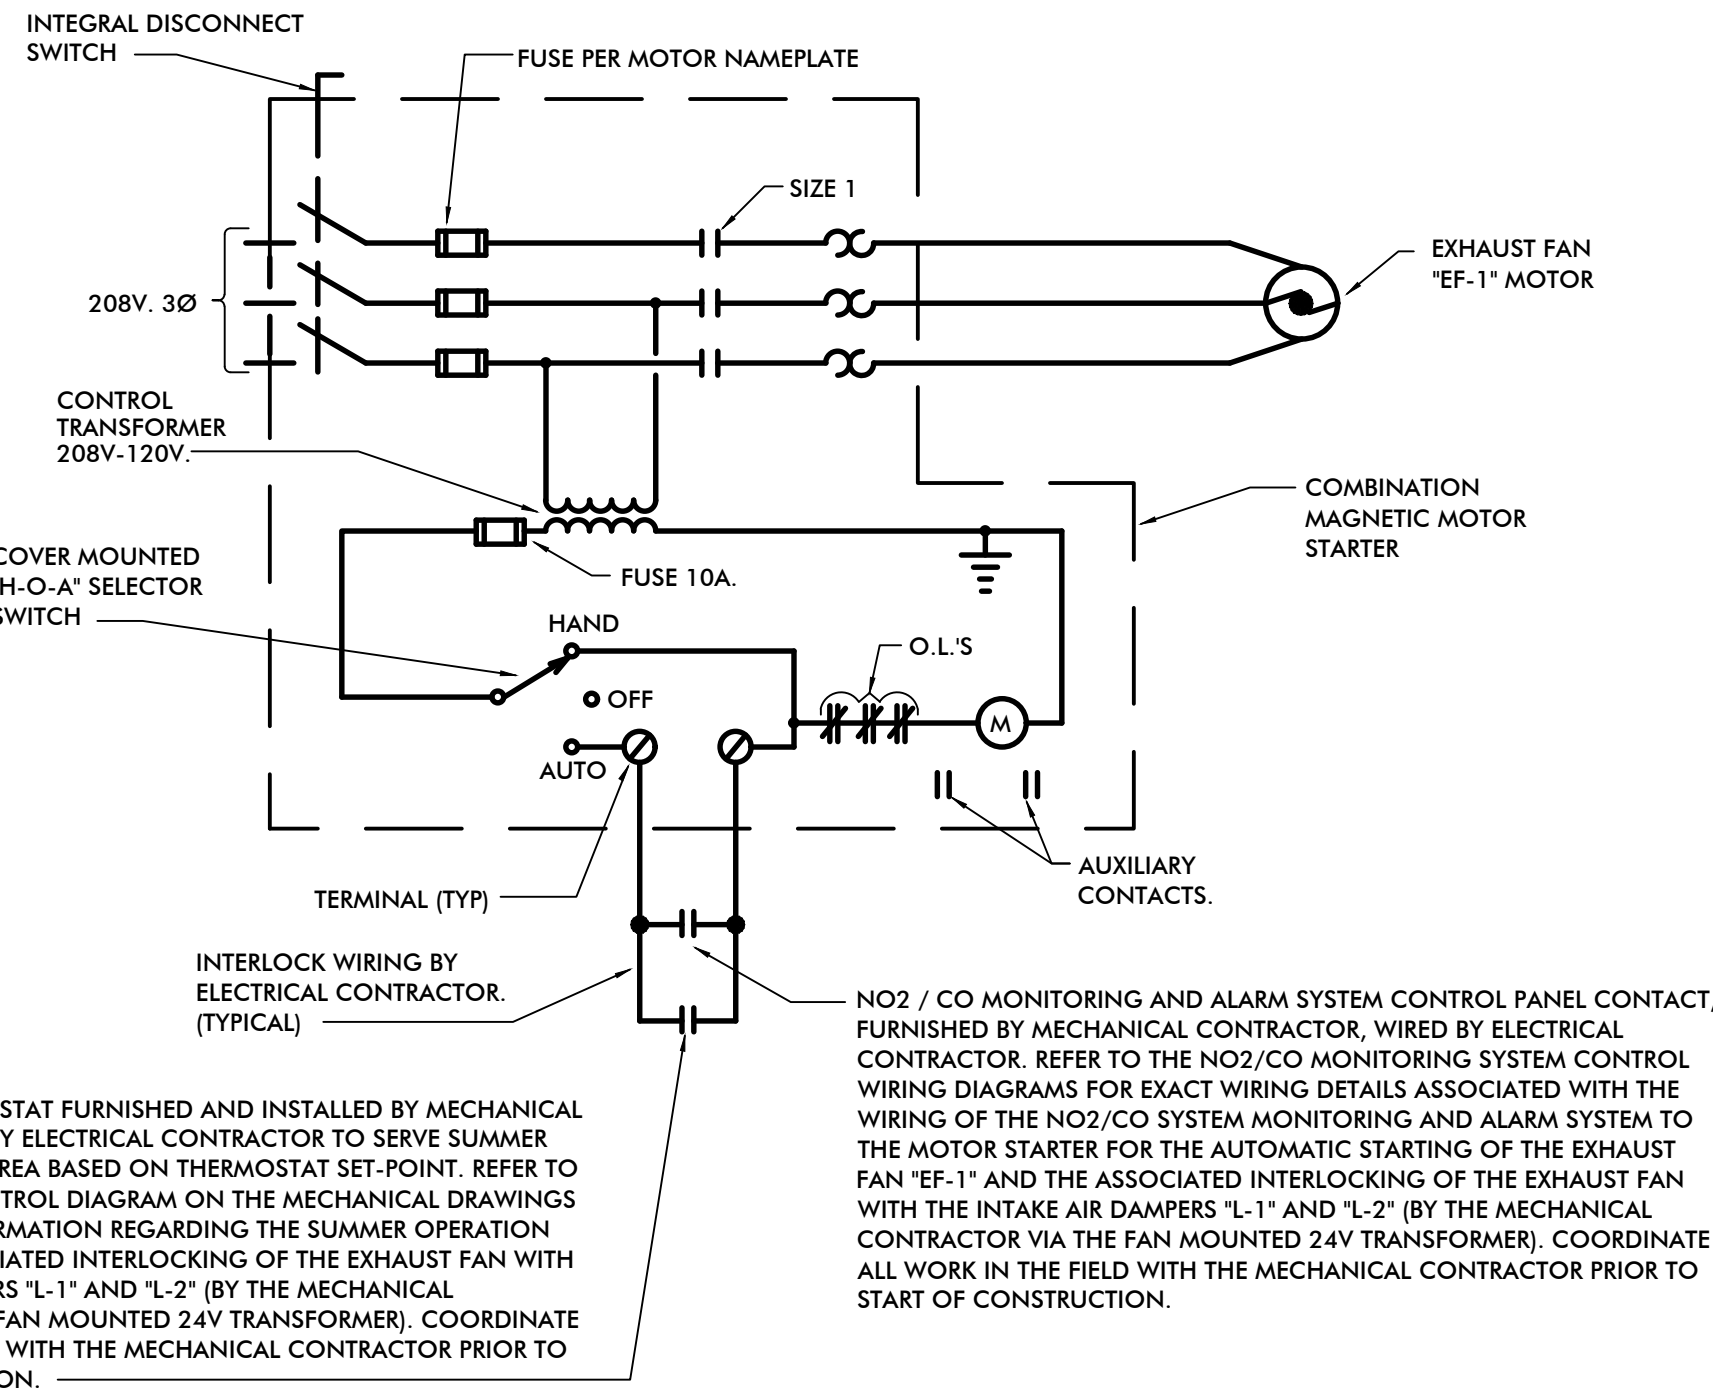 INTEGRAL DISCONNECT
SWITCH
FUSE PER MOTOR NAMEPLATE
SIZE 1
EXHAUST FAN
"EF-1" MOTOR
208V. 3Ø
CONTROL
TRANSFORMER
208V-120V.
COMBINATION
MAGNETIC MOTOR
STARTER
COVER MOUNTED
H-O-A" SELECTOR
SWITCH
FUSE 10A.
HAND
O.L.'S
OFF
M
AUTO
AUXILIARY
CONTACTS.
TERMINAL (TYP)
INTERLOCK WIRING BY
ELECTRICAL CONTRACTOR.
(TYPICAL)
NO2 / CO MONITORING AND ALARM SYSTEM CONTROL PANEL CONTACT,
FURNISHED BY MECHANICAL CONTRACTOR, WIRED BY ELECTRICAL
CONTRACTOR. REFER TO THE NO2/CO MONITORING SYSTEM CONTROL
WIRING DIAGRAMS FOR EXACT WIRING DETAILS ASSOCIATED WITH THE
WIRING OF THE NO2/CO SYSTEM MONITORING AND ALARM SYSTEM TO
THE MOTOR STARTER FOR THE AUTOMATIC STARTING OF THE EXHAUST
FAN "EF-1" AND THE ASSOCIATED INTERLOCKING OF THE EXHAUST FAN
WITH THE INTAKE AIR DAMPERS "L-1" AND "L-2" (BY THE MECHANICAL
CONTRACTOR VIA THE FAN MOUNTED 24V TRANSFORMER). COORDINATE
ALL WORK IN THE FIELD WITH THE MECHANICAL CONTRACTOR PRIOR TO
START OF CONSTRUCTION.
STAT FURNISHED AND INSTALLED BY MECHANICAL
Y ELECTRICAL CONTRACTOR TO SERVE SUMMER
REA BASED ON THERMOSTAT SET-POINT. REFER TO
TROL DIAGRAM ON THE MECHANICAL DRAWINGS
RMATION REGARDING THE SUMMER OPERATION
IATED INTERLOCKING OF THE EXHAUST FAN WITH
RS "L-1" AND "L-2" (BY THE MECHANICAL
FAN MOUNTED 24V TRANSFORMER). COORDINATE
WITH THE MECHANICAL CONTRACTOR PRIOR TO
ON.